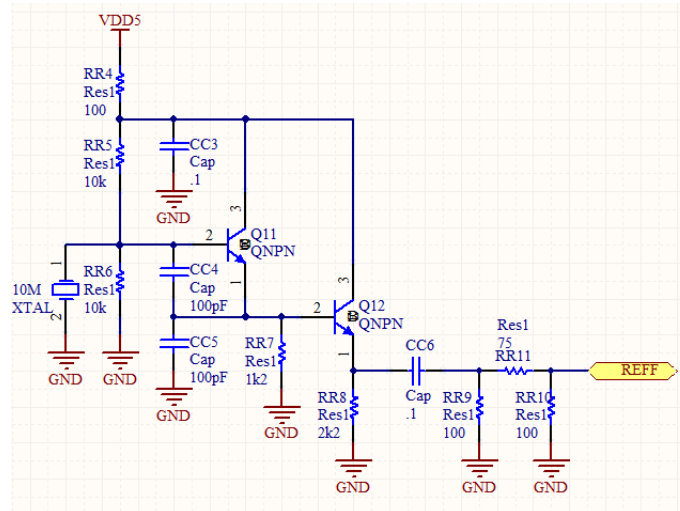 VDD5
RR4
Res1
100
RR5
Res1
10k
CC3
Cap
.1
GND
3
2
Q11
QNPN
1
1
10M
XTAL
2
RR6
Res1
10k
CC4
Cap
100pF
GND
GND
CC5
Cap
100pF
GND
RR7
Res1
1k2
GND
3
2
Q12
QNPN
1
CC6
Cap
.1
Res1
75
RR11
REFF
RR8
Res1
2k2
GND
RR9
Res1
100
GND
RR10
Res1
100
GND